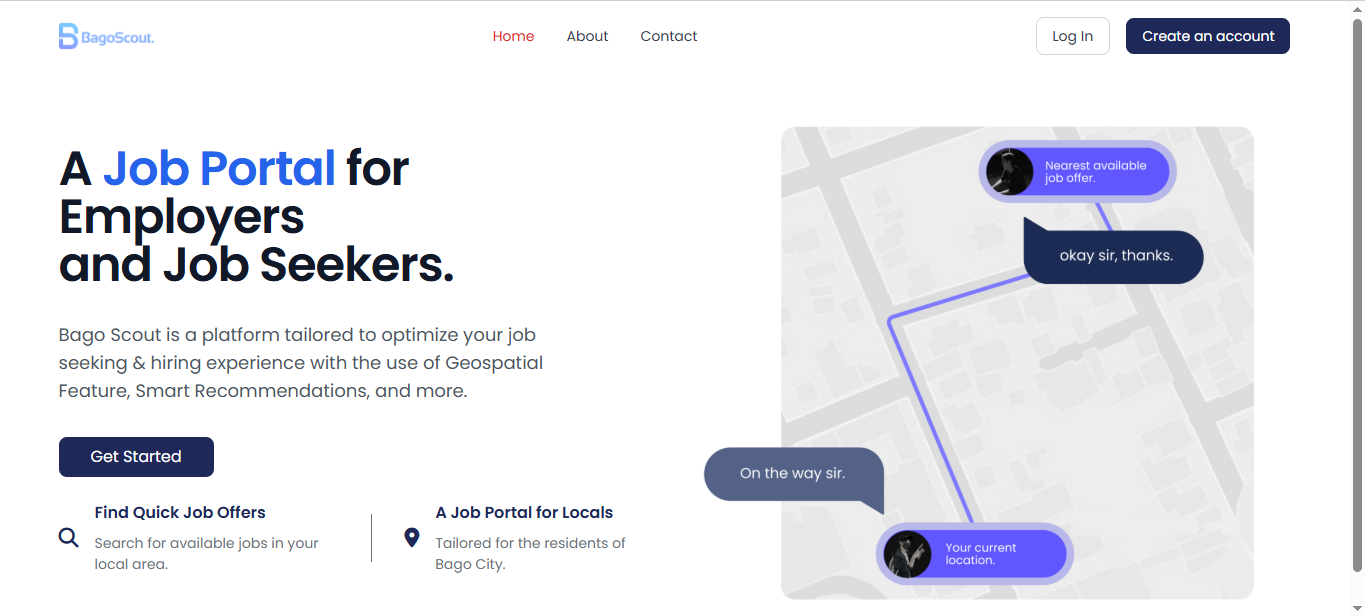 BagoScout.
Home
About
Contact
Log In
Create an account
A Job Portal for
Employers
and Job Seekers.
Bago Scout is a platform tailored to optimize your job
seeking & hiring experience with the use of Geospatial
Feature, Smart Recommendations, and more.
Get Started
Find Quick Job Offers
Search for available jobs in your
local area.
A Job Portal for Locals
Tailored for the residents of
Bago City.
Nearest available
job offer.
okay sir, thanks.
On the way sir.
Your current
location.